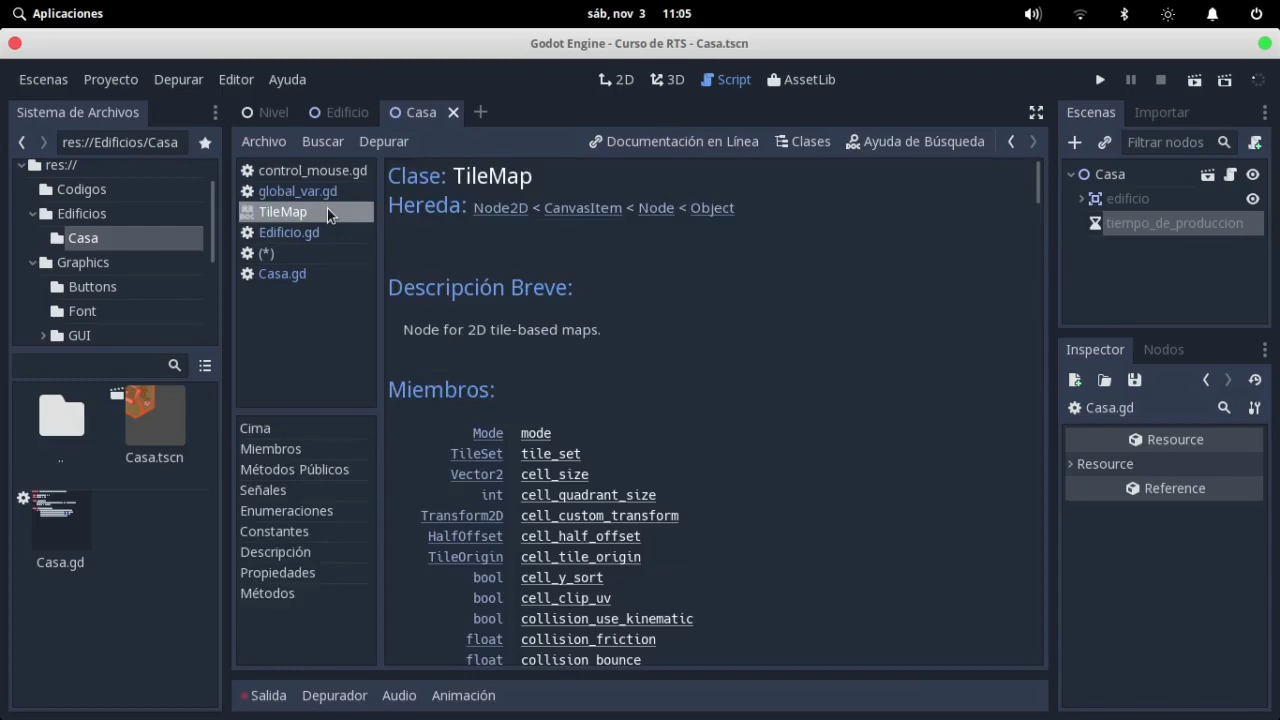 Aplicaciones
sáb, nov 3 11:05
Godot Engine - Curso de RTS - Casa.tscn
Escenas Proyecto Depurar Editor Ayuda
2D 3D Script AssetLib
Sistema de Archivos
res://Edificios/Casa
res://
Codigos
Edificios
Casa
Graphics
Buttons
Font
GUI
..
Casa.tscn
Casa.gd
Nivel Edificio Casa
Archivo Buscar Depurar
Documentación en Línea Clases Ayuda de Búsqueda
control_mouse.gd
global_var.gd
TileMap
Edificio.gd
(*)
Casa.gd
Cima
Miembros
Métodos Públicos
Señales
Enumeraciones
Constantes
Descripción
Propiedades
Métodos
Clase: TileMap
Hereda: Node2D < CanvasItem < Node < Object
Descripción Breve:
Node for 2D tile-based maps.
Miembros:
Mode mode
TileSet tile_set
Vector2 cell_size
int cell_quadrant_size
Transform2D cell_custom_transform
HalfOffset cell_half_offset
TileOrigin cell_tile_origin
bool cell_y_sort
bool cell_clip_uv
bool collision_use_kinematic
float collision_friction
float collision_bounce
Salida Depurador Audio Animación
Escenas Importar
Filtrar nodos
Casa
edificio
tiempo_de_produccion
Inspector Nodos
Casa.gd
Resource
Resource
Reference